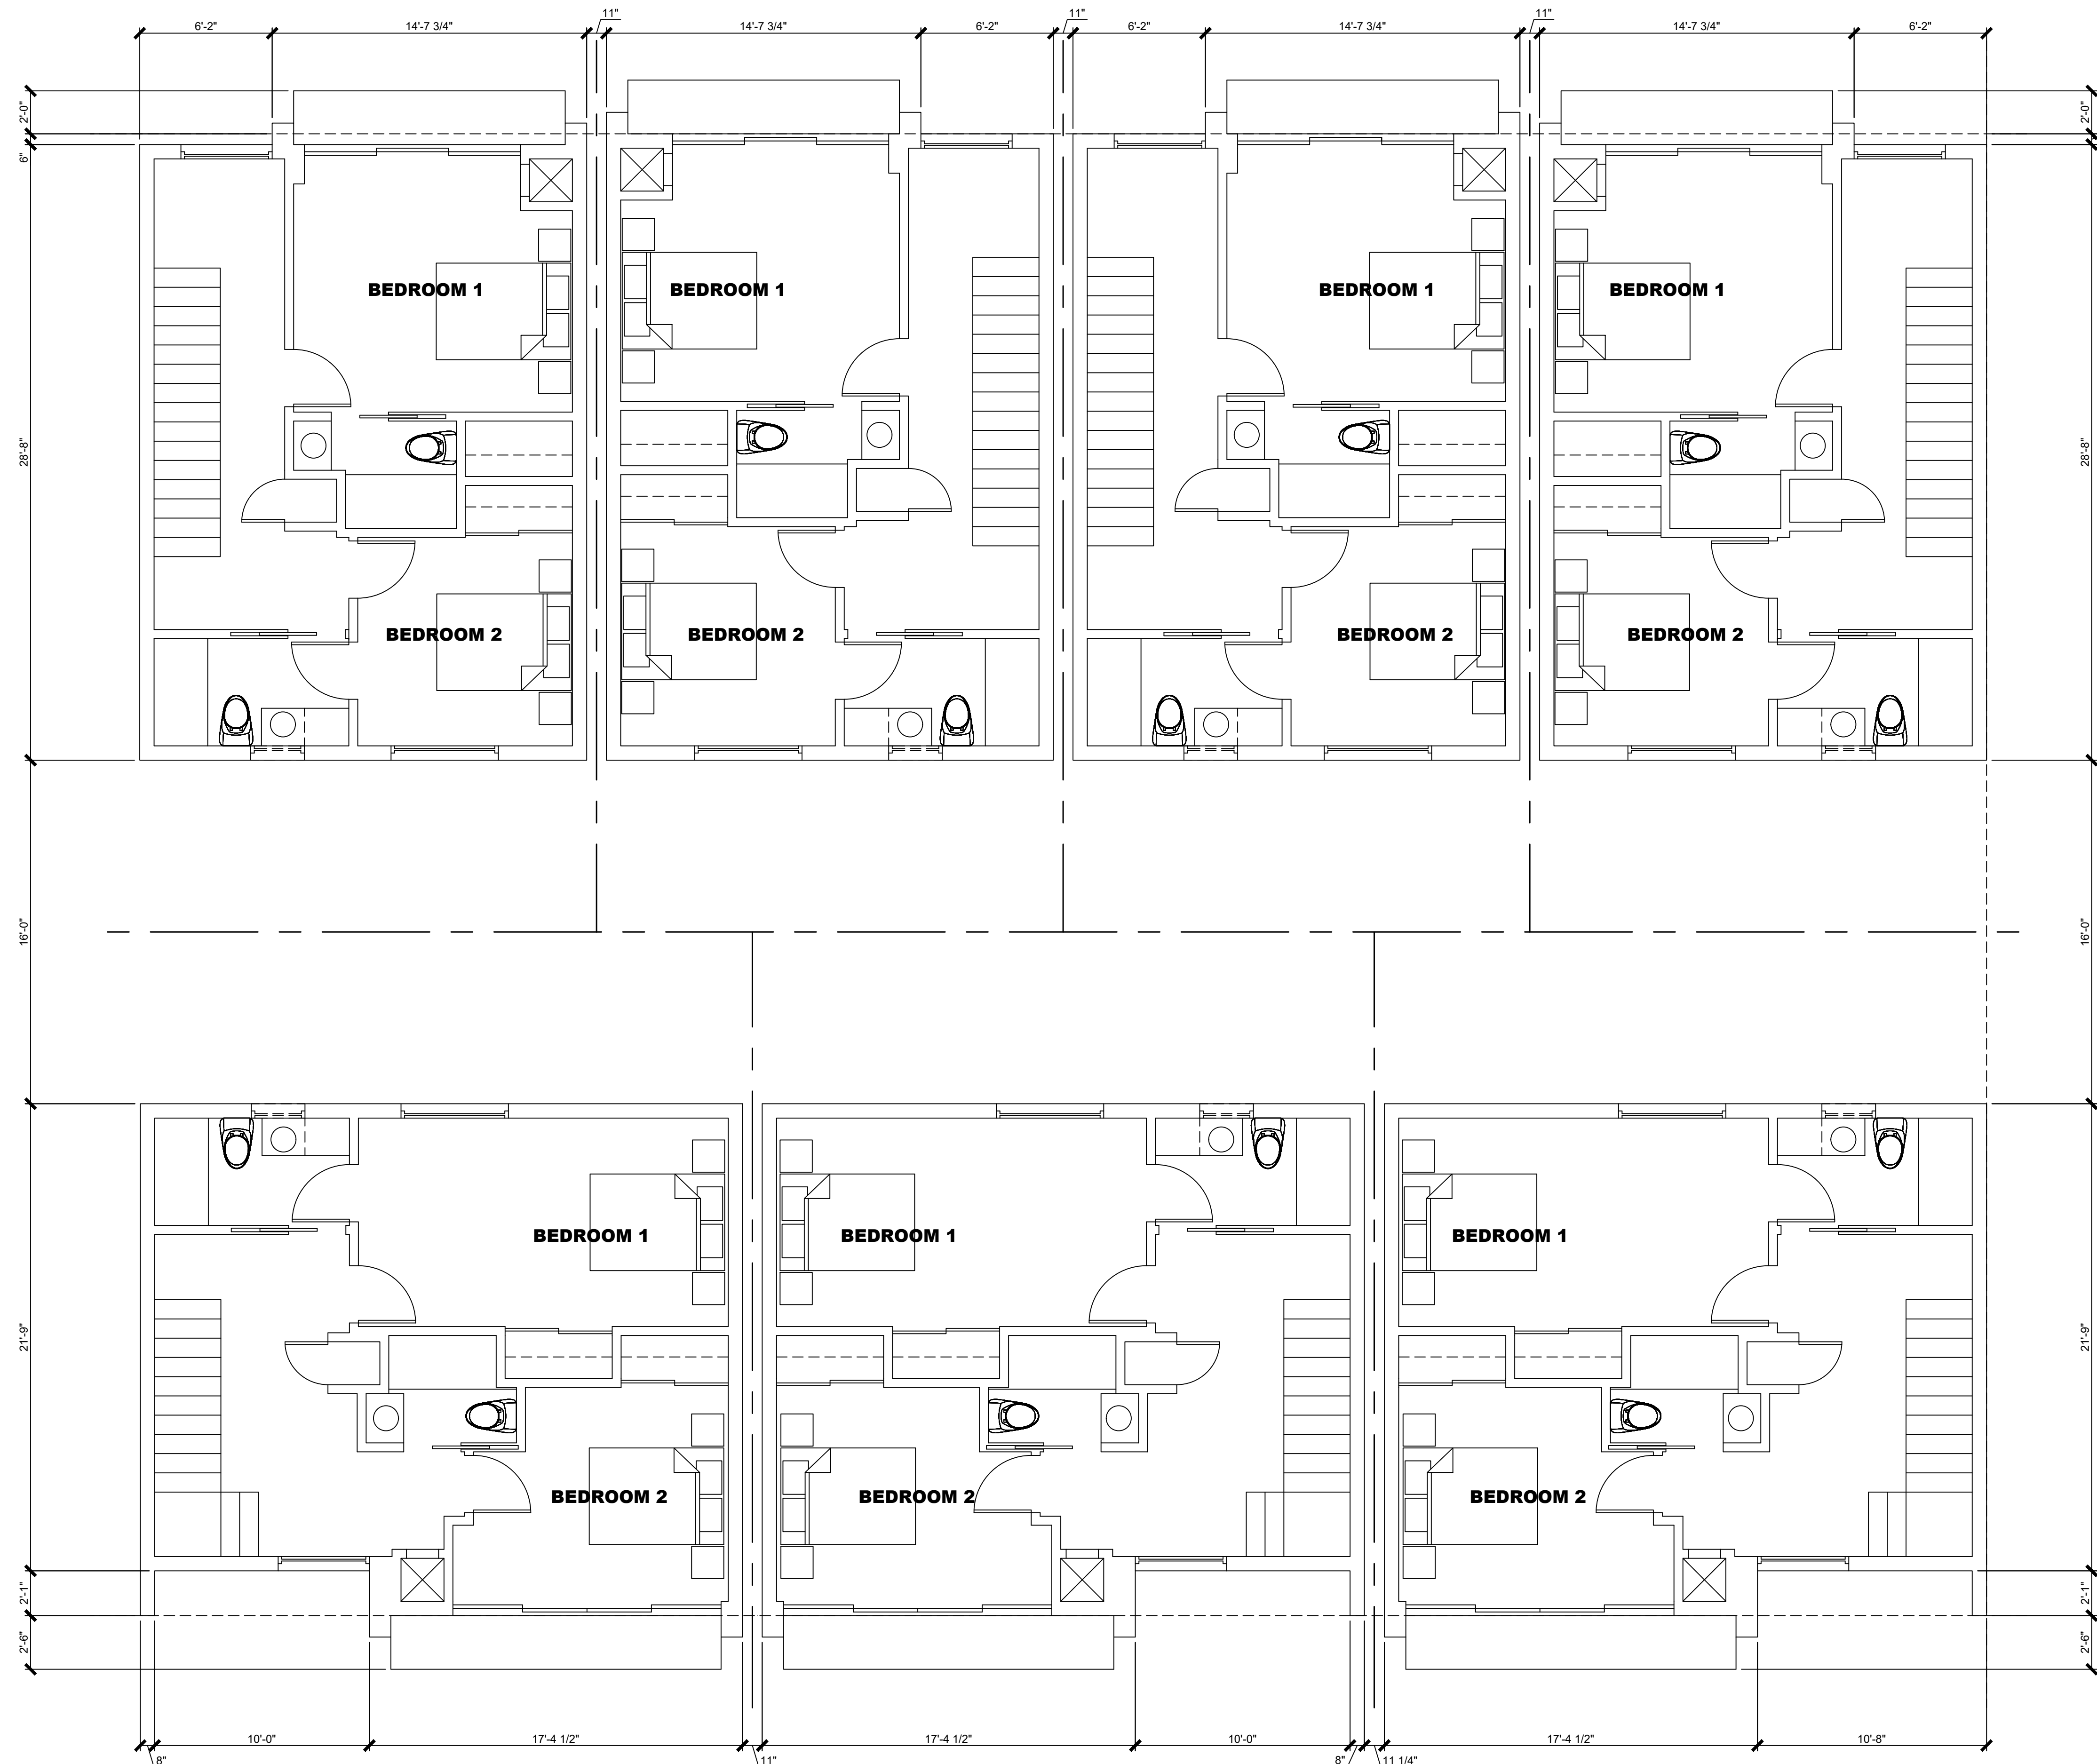 11" 11" 11"
6'-2" 14'-7 3/4" 14'-7 3/4" 6'-2" 6'-2" 14'-7 3/4" 14'-7 3/4" 6'-2"
2'-0" 2'-0"
6"
BEDROOM 1 BEDROOM 1 BEDROOM 1 BEDROOM 1
28'-8" 28'-8"
BEDROOM 2 BEDROOM 2 BEDROOM 2 BEDROOM 2
16'-0" 16'-0"
BEDROOM 1 BEDROOM 1 BEDROOM 1
21'-9" 21'-9"
BEDROOM 2 BEDROOM 2 BEDROOM 2
2'-1" 2'-1"
2'-6" 2'-6"
10'-0" 17'-4 1/2" 17'-4 1/2" 10'-0" 17'-4 1/2" 10'-8"
8" 11" 8" 11 1/4"